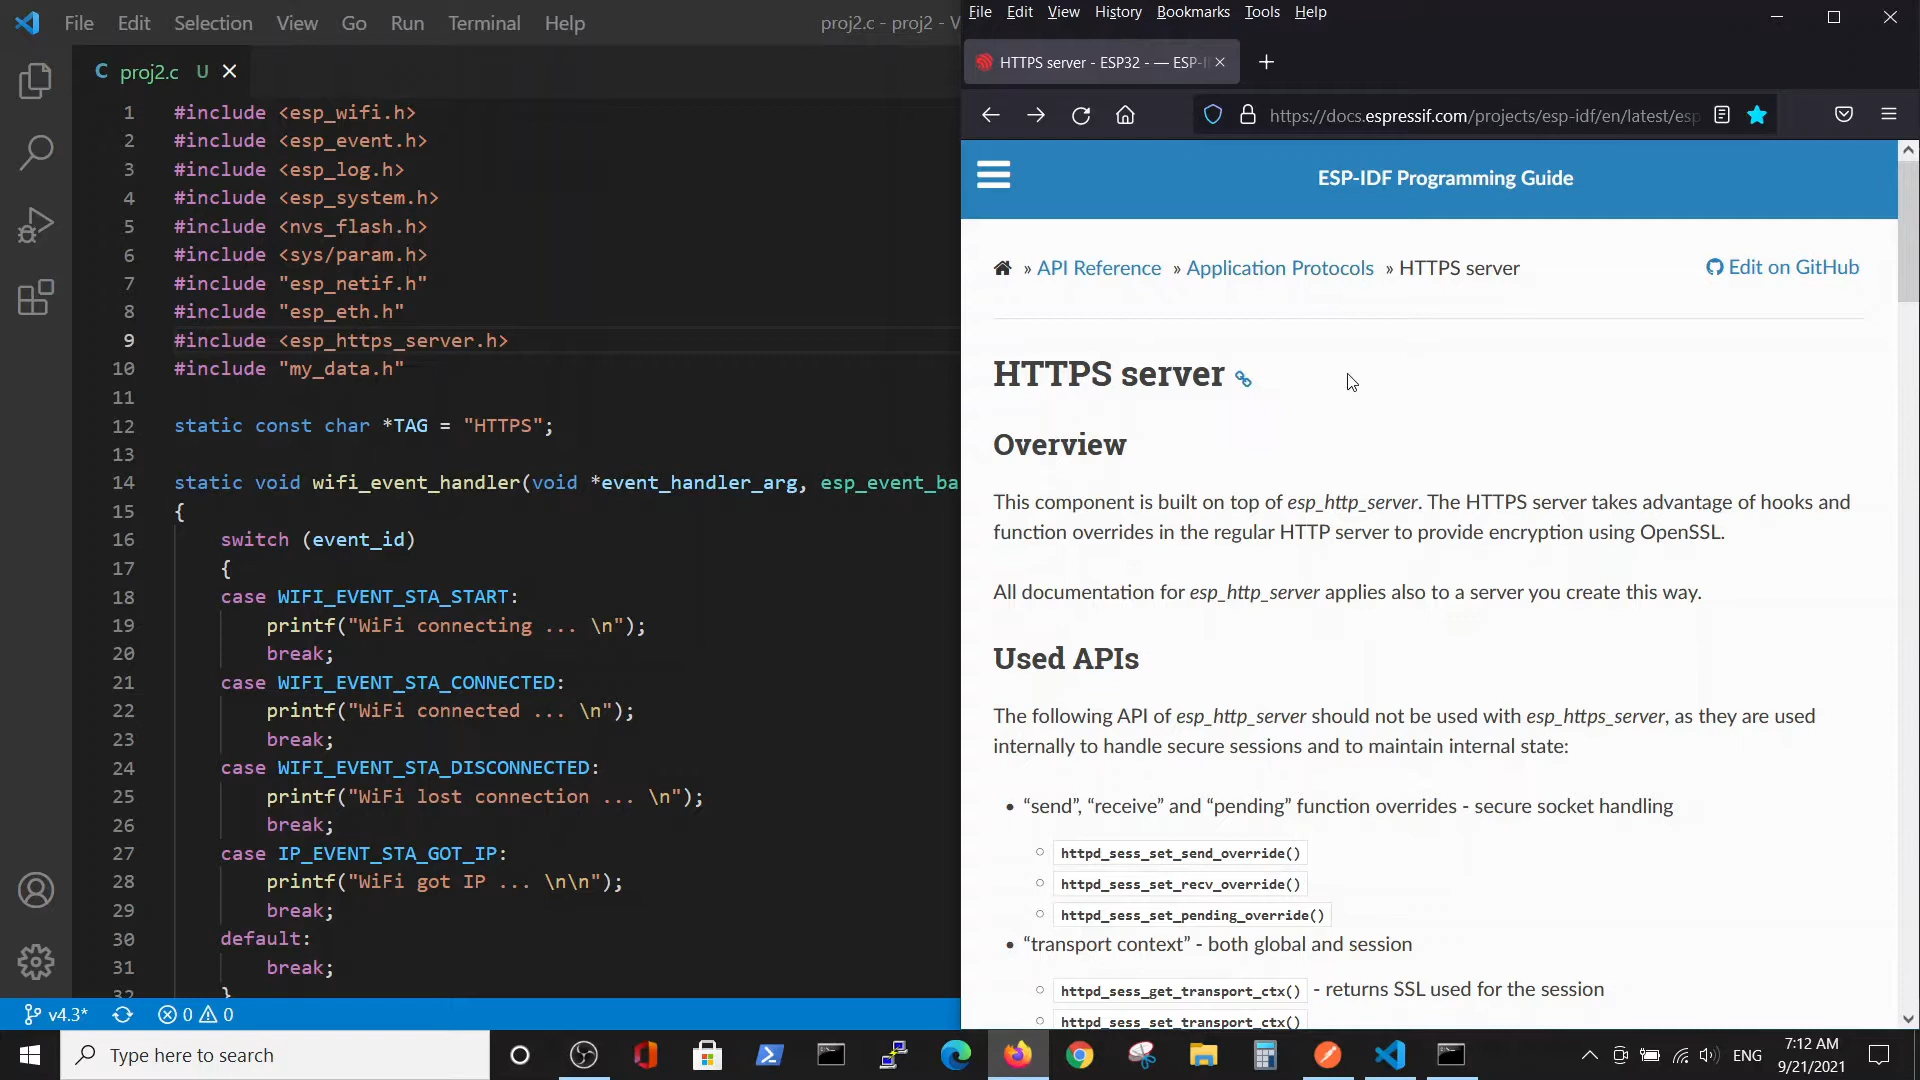 File Edit Selection View Go Run Terminal Help
proj2.c - proj2 - V
C proj2.c U
1 #include <esp_wifi.h>
2 #include <esp_event.h>
3 #include <esp_log.h>
4 #include <esp_system.h>
5 #include <nvs_flash.h>
6 #include <sys/param.h>
7 #include "esp_netif.h"
8 #include "esp_eth.h"
9 #include <esp_https_server.h>
10 #include "my_data.h"
11
12 static const char *TAG = "HTTPS";
13
14 static void wifi_event_handler(void *event_handler_arg, esp_event_ba
15 {
16 switch (event_id)
17 {
18 case WIFI_EVENT_STA_START:
19 printf("WiFi connecting ... \n");
20 break;
21 case WIFI_EVENT_STA_CONNECTED:
22 printf("WiFi connected ... \n");
23 break;
24 case WIFI_EVENT_STA_DISCONNECTED:
25 printf("WiFi lost connection ... \n");
26 break;
27 case IP_EVENT_STA_GOT_IP:
28 printf("WiFi got IP ... \n\n");
29 break;
30 default:
31 break;
32 }
v4.3* 0 0
File Edit View History Bookmarks Tools Help
HTTPS server - ESP32 - — ESP-I
https://docs.espressif.com/projects/esp-idf/en/latest/esp
ESP-IDF Programming Guide
» API Reference » Application Protocols » HTTPS server
Edit on GitHub
HTTPS server
Overview
This component is built on top of esp_http_server. The HTTPS server takes advantage of hooks and
function overrides in the regular HTTP server to provide encryption using OpenSSL.
All documentation for esp_http_server applies also to a server you create this way.
Used APIs
The following API of esp_http_server should not be used with esp_https_server, as they are used
internally to handle secure sessions and to maintain internal state:
• “send”, “receive” and “pending” function overrides - secure socket handling
○ httpd_sess_set_send_override()
○ httpd_sess_set_recv_override()
○ httpd_sess_set_pending_override()
• “transport context” - both global and session
○ httpd_sess_get_transport_ctx() - returns SSL used for the session
○ httpd_sess_set_transport_ctx()
Type here to search
ENG
7:12 AM
9/21/2021